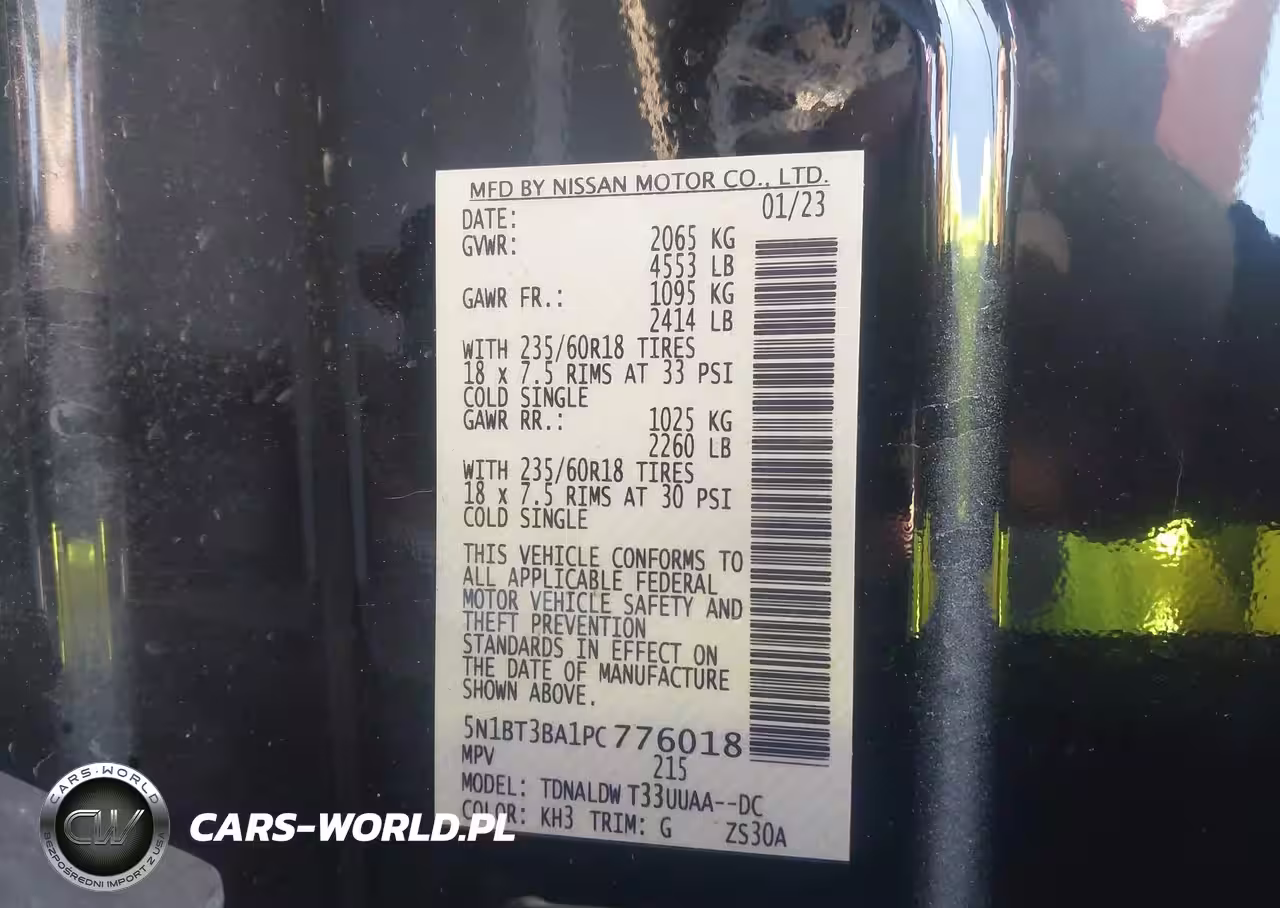 MFD BY NISSAN MOTOR CO., LTD.
DATE: 01/23
GVWR: 2065 KG
4553 LB
GAWR FR.: 1095 KG
2414 LB
WITH 235/60R18 TIRES
18 x 7.5 RIMS AT 33 PSI
COLD SINGLE
GAWR RR.: 1025 KG
2260 LB
WITH 235/60R18 TIRES
18 x 7.5 RIMS AT 30 PSI
COLD SINGLE
THIS VEHICLE CONFORMS TO
ALL APPLICABLE FEDERAL
MOTOR VEHICLE SAFETY AND
THEFT PREVENTION
STANDARDS IN EFFECT ON
THE DATE OF MANUFACTURE
SHOWN ABOVE.
5N1BT3BA1PC776018
MPV 215
MODEL: TDNALDW T33UUAA--DC
COLOR: KH3 TRIM: G ZS30A
CARS-WORLD
CW
BEZPOŚREDNI IMPORT Z USA
CARS-WORLD.PL